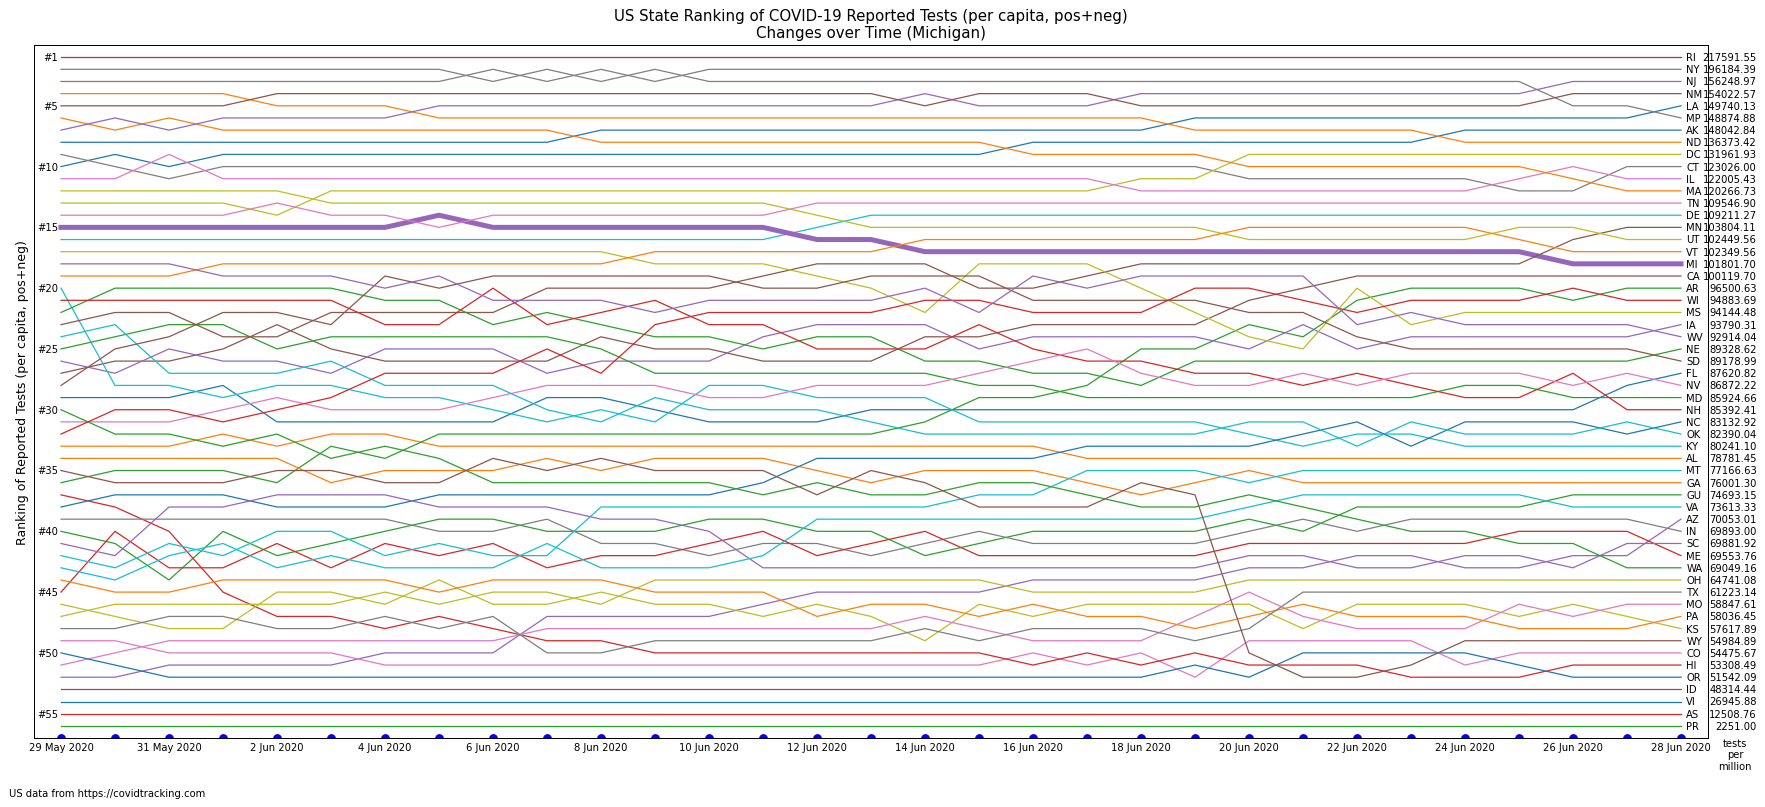 US State Ranking of COVID-19 Reported Tests (per capita, pos+neg)
Changes over Time (Michigan)
Ranking of Reported Tests (per capita, pos+neg)
#1
#5
#10
#15
#20
#25
#30
#35
#40
#45
#50
#55
RI 217591.55
NY 196184.39
NJ 156248.97
NM 154022.57
LA 149740.13
MP 148874.88
AK 148042.84
ND 136373.42
DC 131961.93
CT 123026.00
IL 122005.43
MA 120266.73
TN 109546.90
DE 109211.27
MN 103804.11
UT 102449.56
VT 102349.56
MI 101801.70
CA 100119.70
AR 96500.63
WI 94883.69
MS 94144.48
IA 93790.31
WV 92914.04
NE 89328.62
SD 89178.99
FL 87620.82
NV 86872.22
MD 85924.66
NH 85392.41
NC 83132.92
OK 82390.04
KY 80241.10
AL 78781.45
MT 77166.63
GA 76001.30
GU 74693.15
VA 73613.33
AZ 70053.01
IN 69893.00
SC 69881.92
ME 69553.76
WA 69049.16
OH 64741.08
TX 61223.14
MO 58847.61
PA 58036.45
KS 57617.89
WY 54984.89
CO 54475.67
HI 53308.49
OR 51542.09
ID 48314.44
VI 26945.88
AS 12508.76
PR 2251.00
29 May 2020 31 May 2020 2 Jun 2020 4 Jun 2020 6 Jun 2020 8 Jun 2020 10 Jun 2020 12 Jun 2020 14 Jun 2020 16 Jun 2020 18 Jun 2020 20 Jun 2020 22 Jun 2020 24 Jun 2020 26 Jun 2020 28 Jun 2020
tests
per
million
US data from https://covidtracking.com